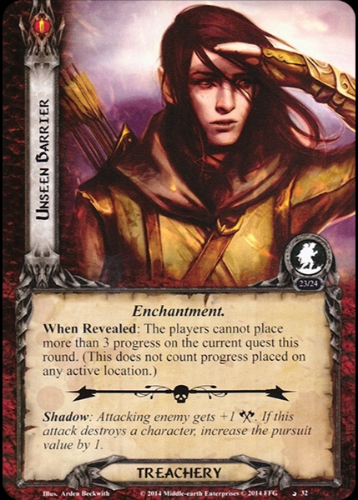 UNSEEN BARRIER
23/24
Enchantment.
When Revealed: The players cannot place
more than 3 progress on the current quest this
round. (This does not count progress placed on
any active location.)
Shadow: Attacking enemy gets +1 . If this
attack destroys a character, increase the pursuit
value by 1.
TREACHERY
Illus. Arden Beckwith © 2014 Middle-earth Enterprises © 2014 FFG 32